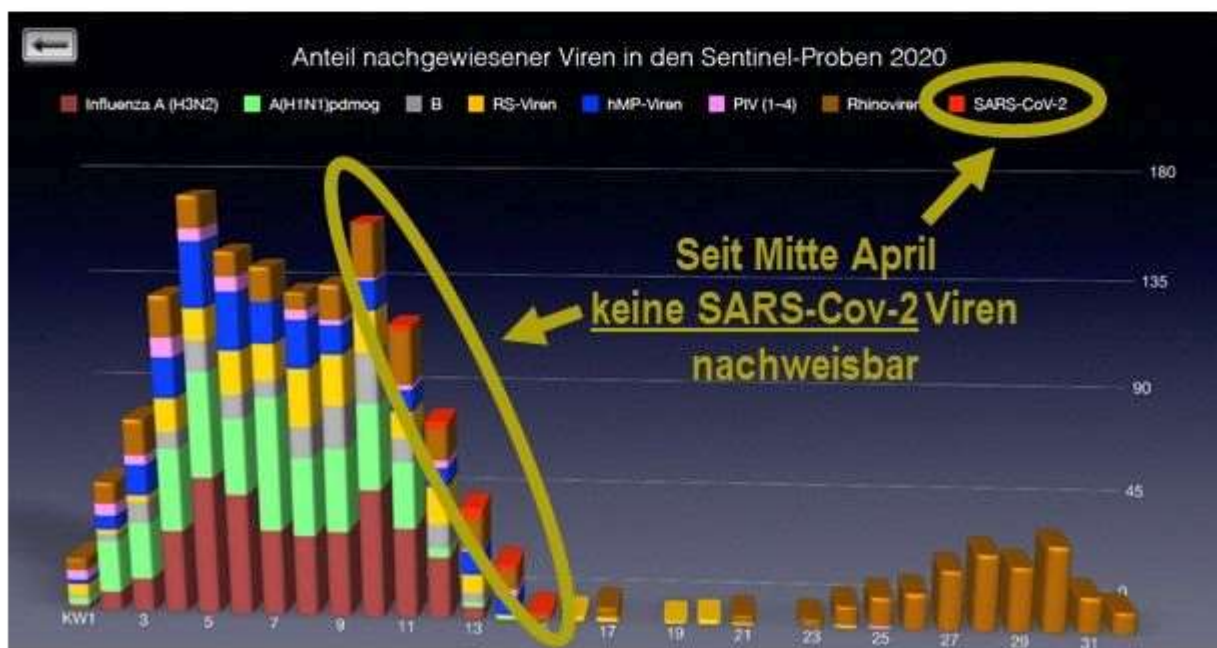 Anteil nachgewiesener Viren in den Sentinel-Proben 2020
Influenza A (H3N2) A(H1N1)pdmog B RS-Viren hMP-Viren PIV (1–4) Rhinoviren SARS-CoV-2
180
Seit Mitte April
keine SARS-Cov-2 Viren
nachweisbar
135
90
45
0
KW1 3 5 7 9 11 13 17 19 21 23 25 27 29 31